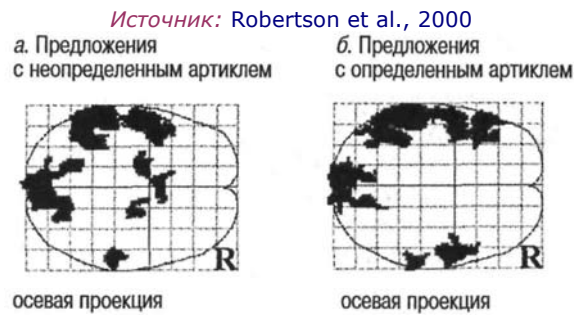 Источник: Robertson et al., 2000
а. Предложения
с неопределенным артиклем
б. Предложения
с определенным артиклем
R
R
осевая проекция
осевая проекция